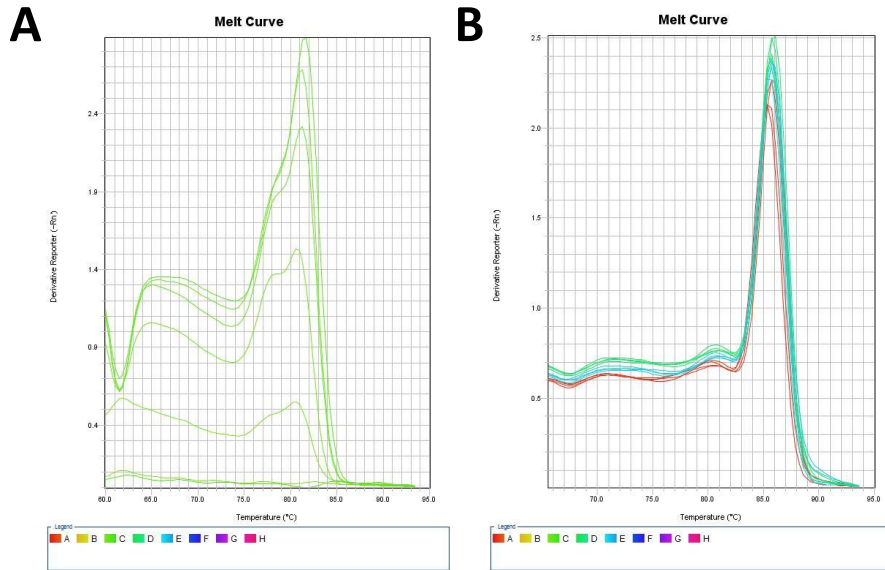 A
Melt Curve
Derivative Reporter (-Rn')
2.4
1.9
1.4
0.9
0.4
60.0 65.0 70.0 75.0 80.0 85.0 90.0 95.0
Temperature (°C)
Legend
A B C D E F G H
B
Melt Curve
Derivative Reporter (-Rn')
2.5
2.0
1.5
1.0
0.5
70.0 75.0 80.0 85.0 90.0 95.0
Temperature (°C)
Legend
A B C D E F G H